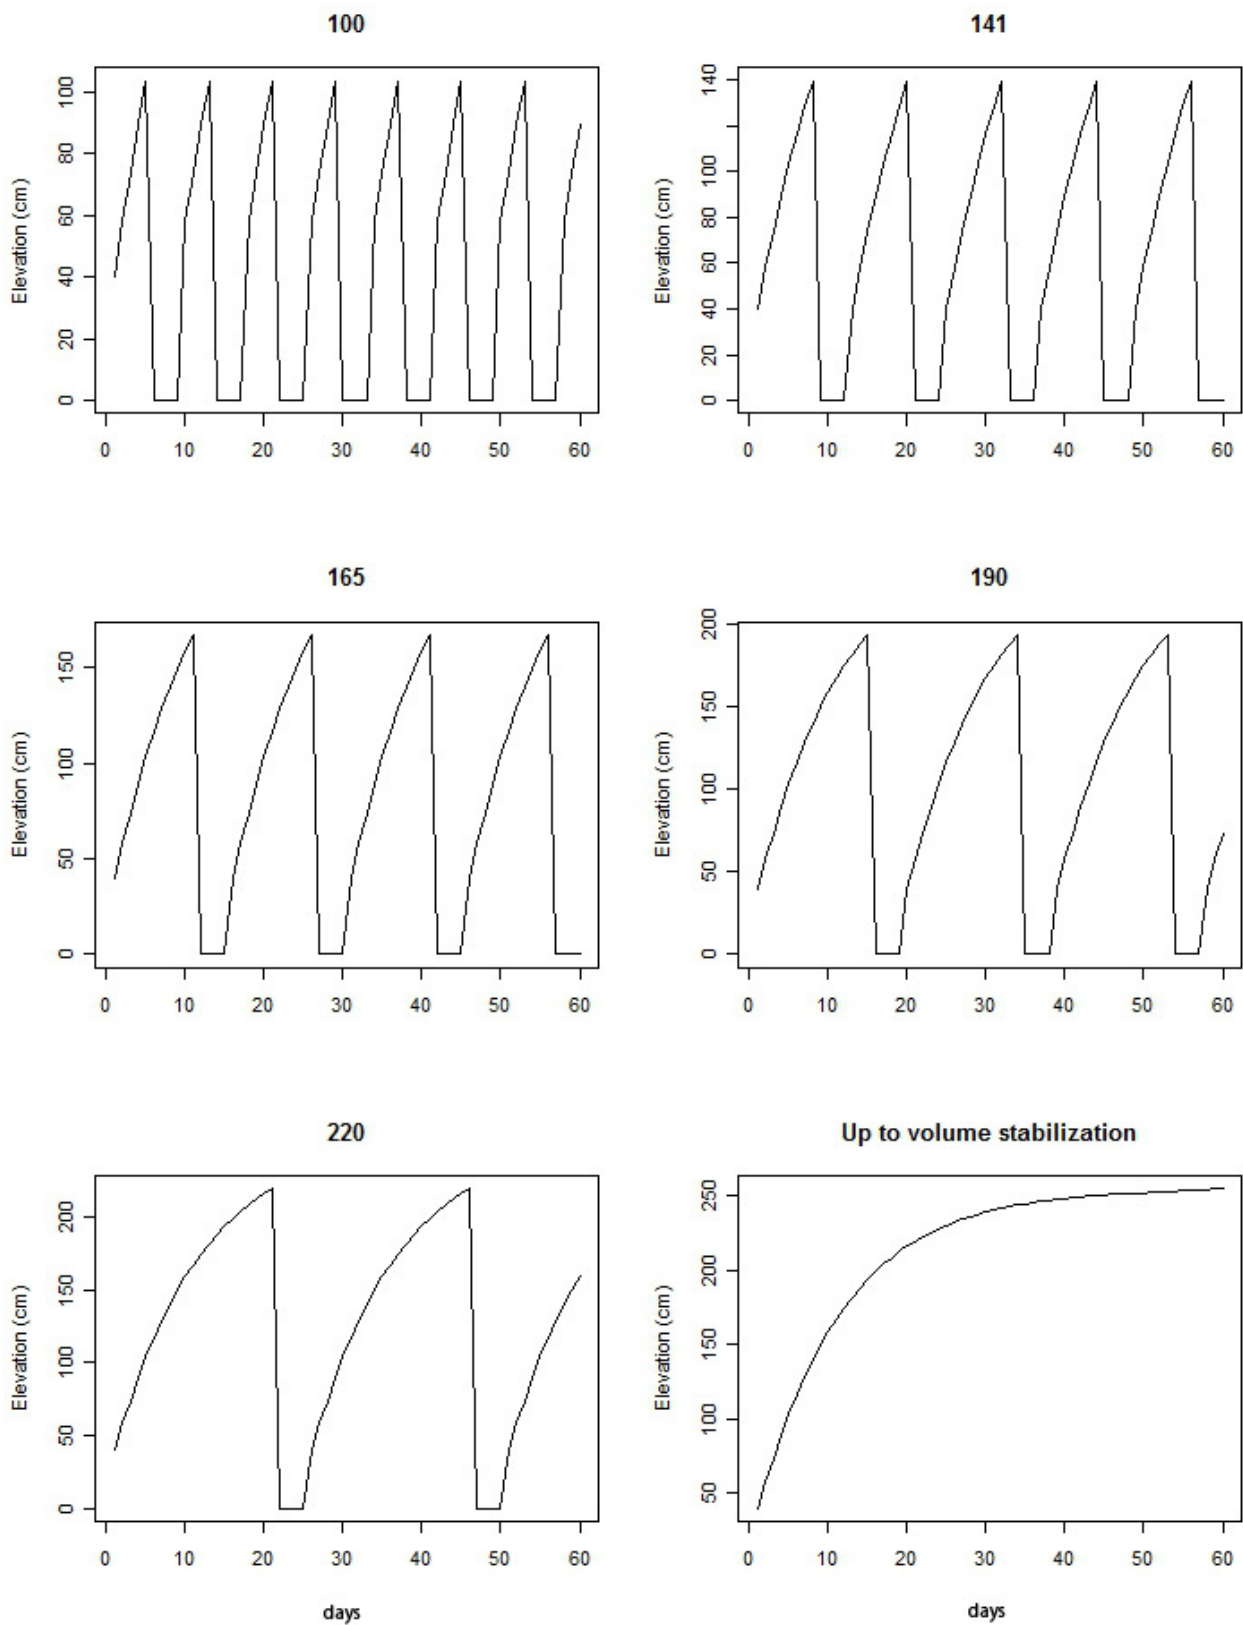 100
141
Elevation (cm)
0 20 40 60 80 100
0 10 20 30 40 50 60
Elevation (cm)
0 20 40 60 80 100 140
0 10 20 30 40 50 60
165
190
Elevation (cm)
0 50 100 150
0 10 20 30 40 50 60
Elevation (cm)
0 50 100 150 200
0 10 20 30 40 50 60
220
Up to volume stabilization
Elevation (cm)
0 50 100 150 200
0 10 20 30 40 50 60
days
Elevation (cm)
50 100 150 200 250
0 10 20 30 40 50 60
days